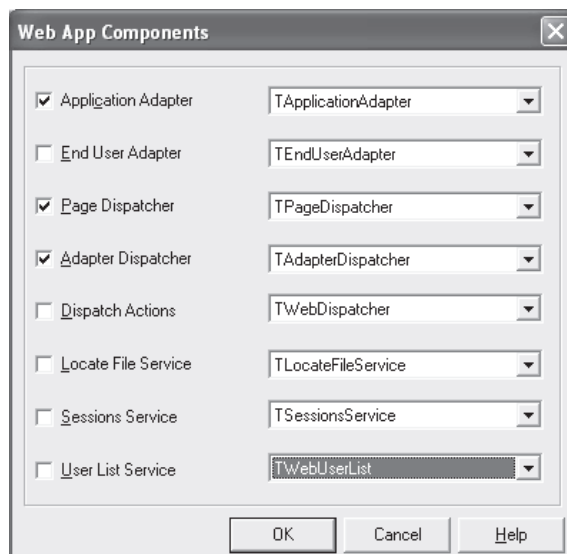 Web App Components
Application Adapter TApplicationAdapter
End User Adapter TEndUserAdapter
Page Dispatcher TPageDispatcher
Adapter Dispatcher TAdapterDispatcher
Dispatch Actions TWebDispatcher
Locate File Service TLocateFileService
Sessions Service TSessionsService
User List Service TWebUserList
OK Cancel Help